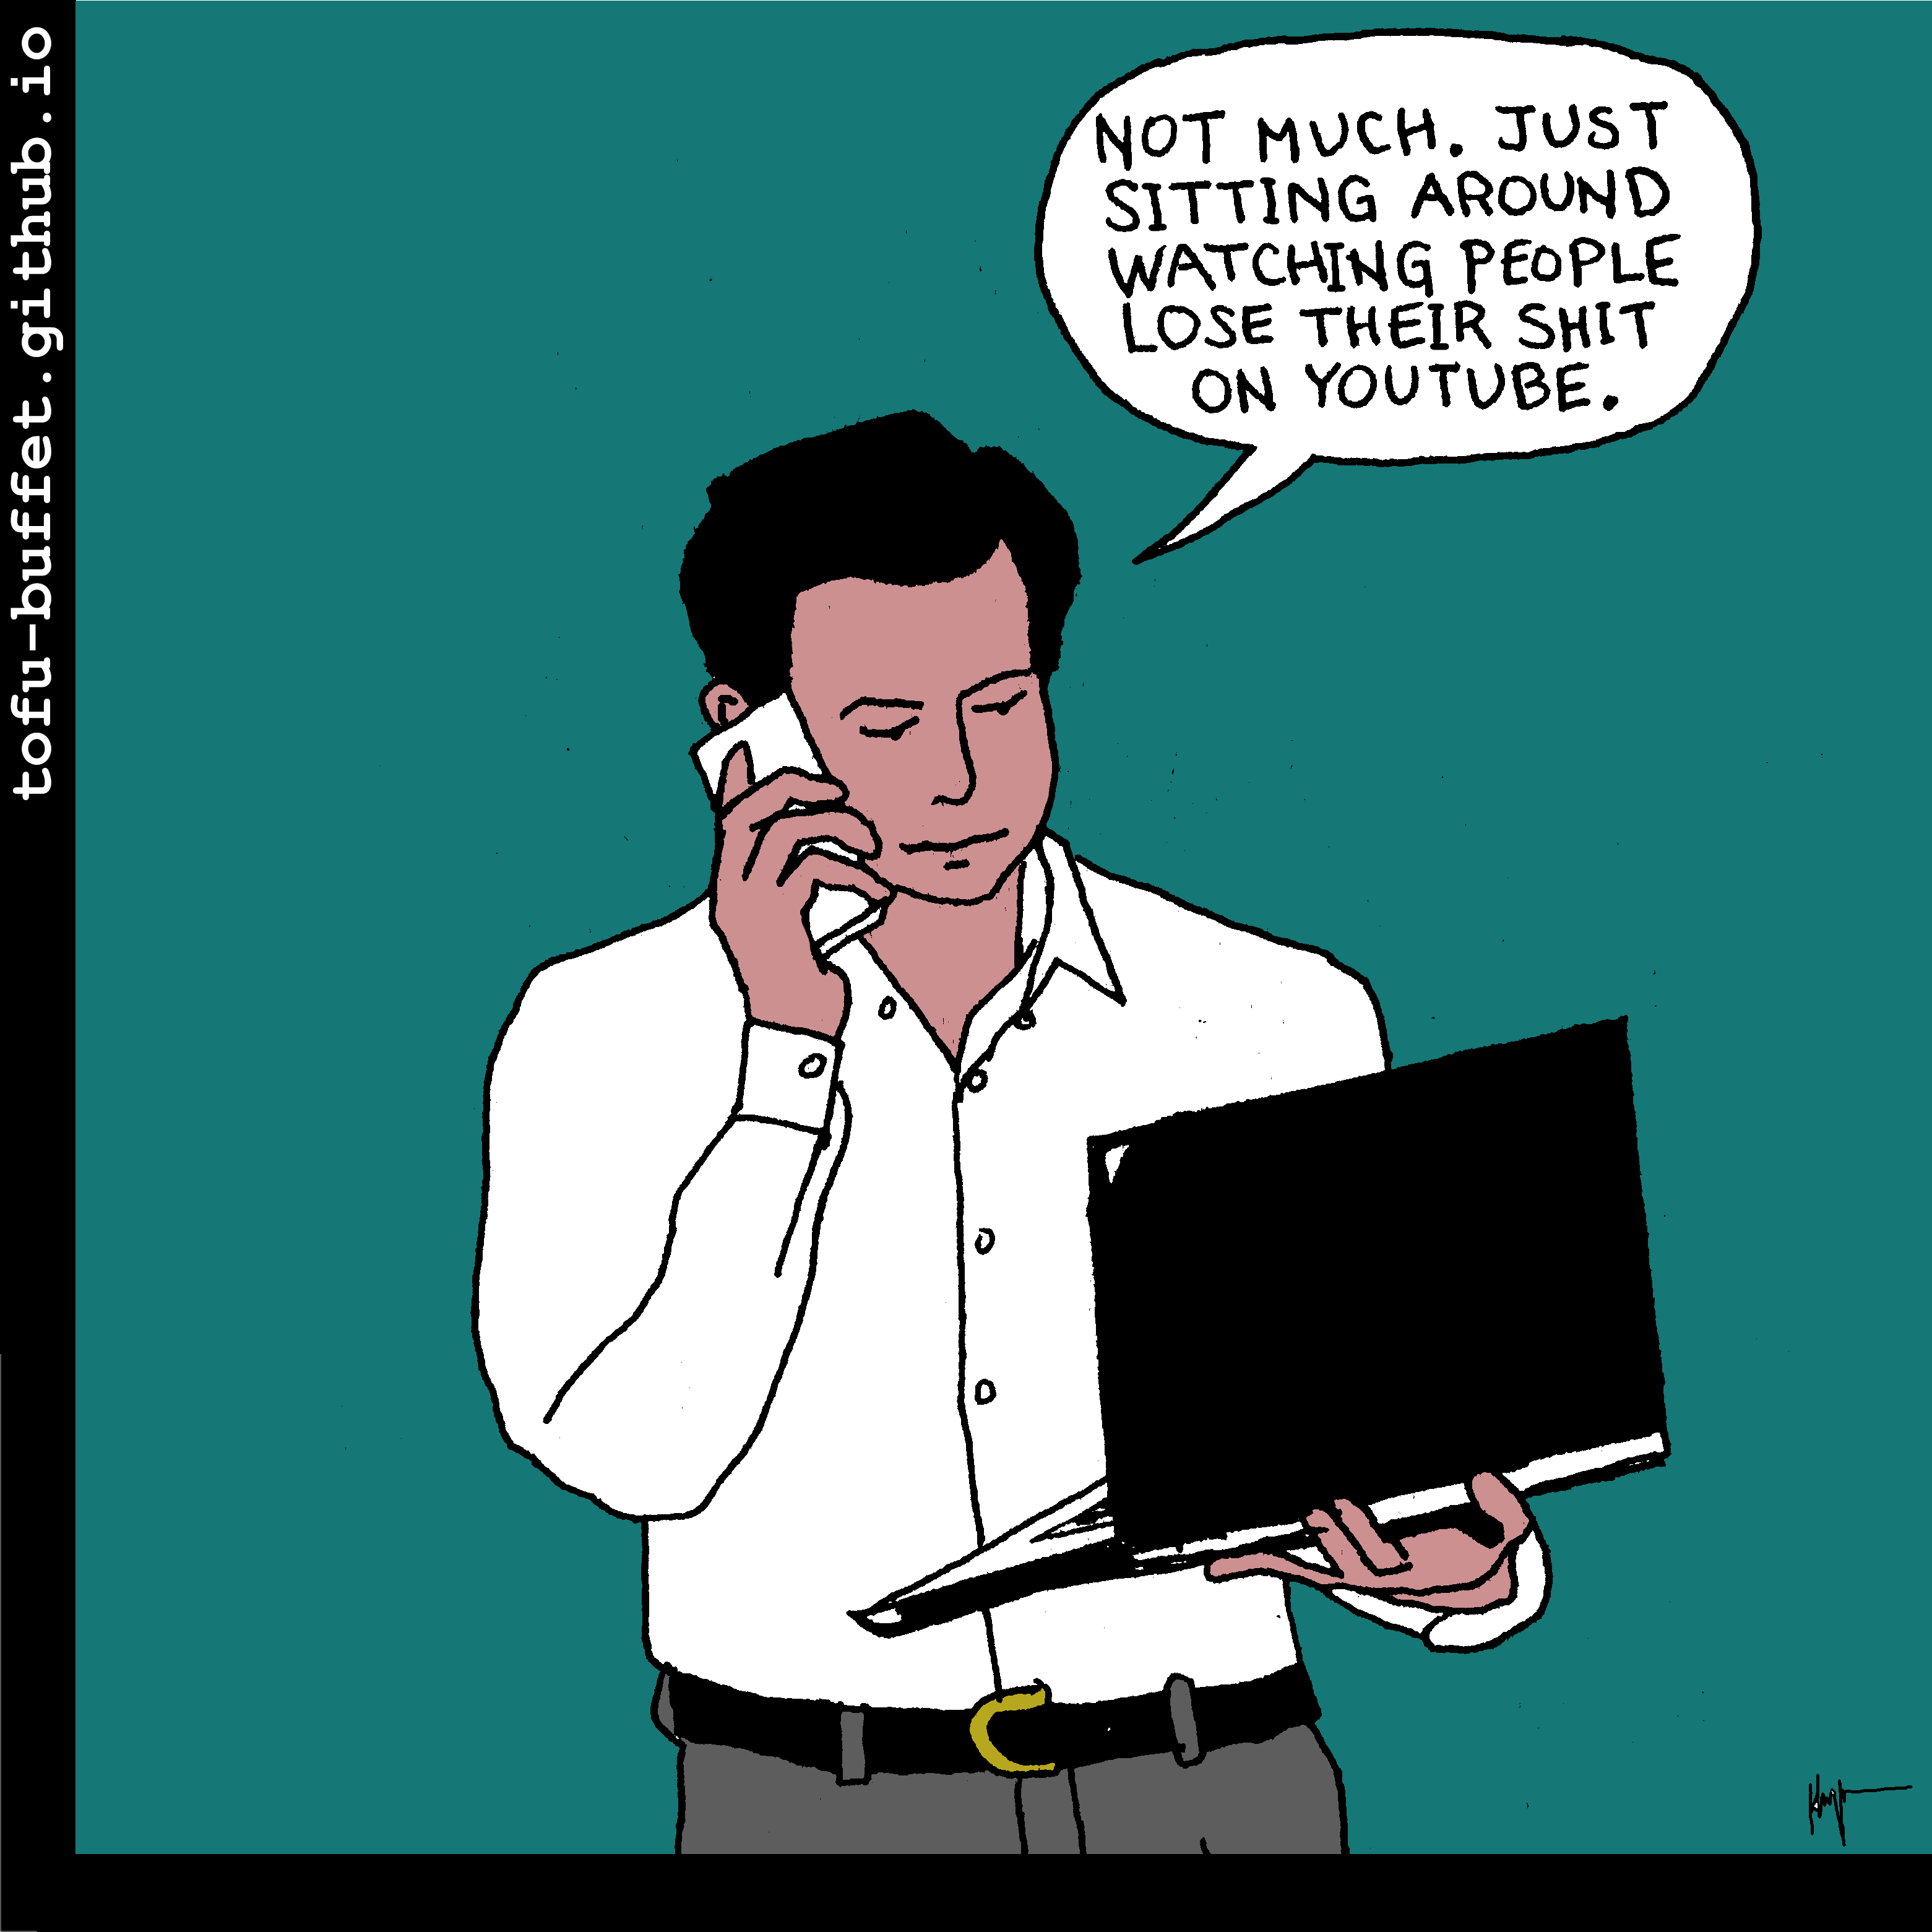 tofu-buffet.github.io
NOT MUCH. JUST
SITTING AROUND
WATCHING PEOPLE
LOSE THEIR SHIT
ON YOUTUBE.